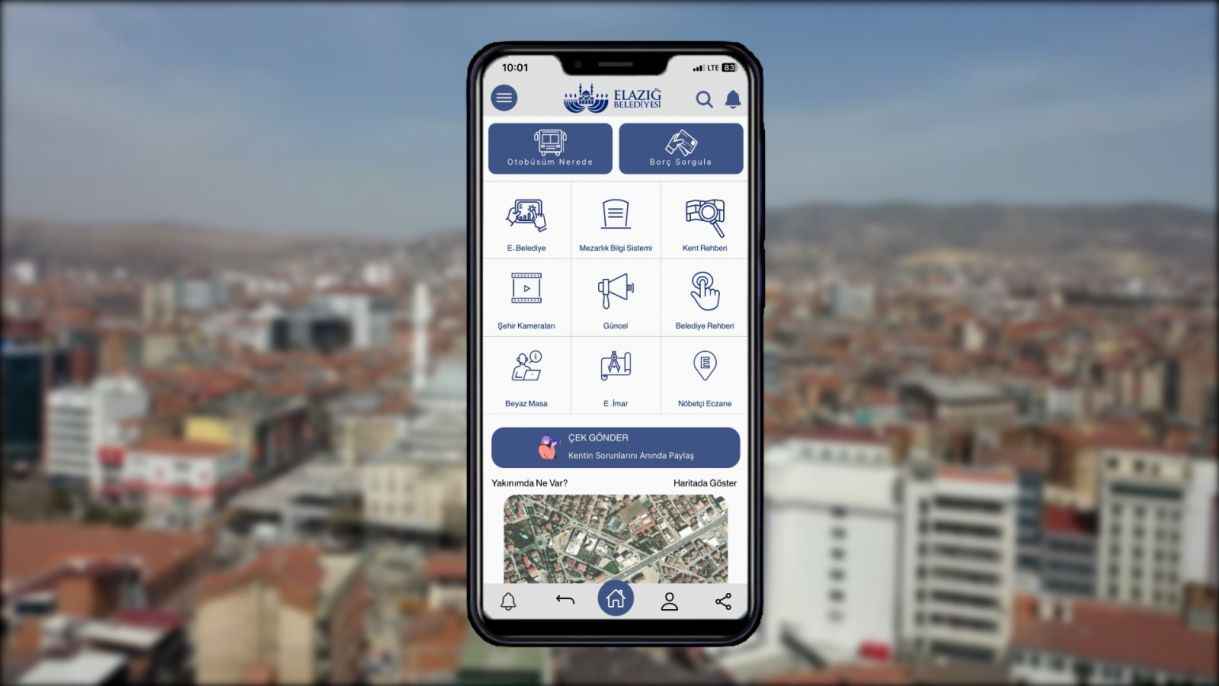 10:01
LTE 83
ELAZIĞ
BELEDİYESİ
Otobüsüm Nerede
Borç Sorgula
E-Belediye
Mezarlık Bilgi Sistemi
Kent Rehberi
Şehir Kameraları
Güncel
Belediye Rehberi
Beyaz Masa
E-İmar
Nöbetçi Eczane
ÇEK GÖNDER
Kentin Sorunlarını Anında Paylaş
Yakınımda Ne Var?
Haritada Göster